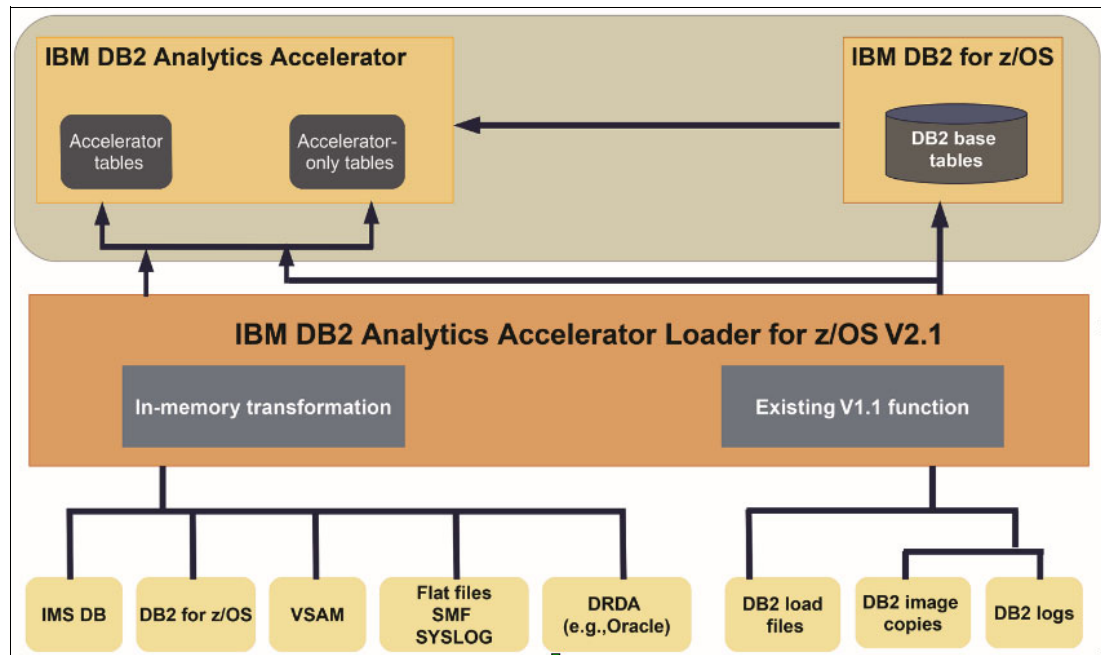 IBM DB2 Analytics Accelerator
IBM DB2 for z/OS
Accelerator
tables
Accelerator-
only tables
DB2 base
tables
IBM DB2 Analytics Accelerator Loader for z/OS V2.1
In-memory transformation
Existing V1.1 function
IMS DB
DB2 for z/OS
VSAM
Flat files
SMF
SYSLOG
DRDA
(e.g.,Oracle)
DB2 load
files
DB2 image
copies
DB2 logs